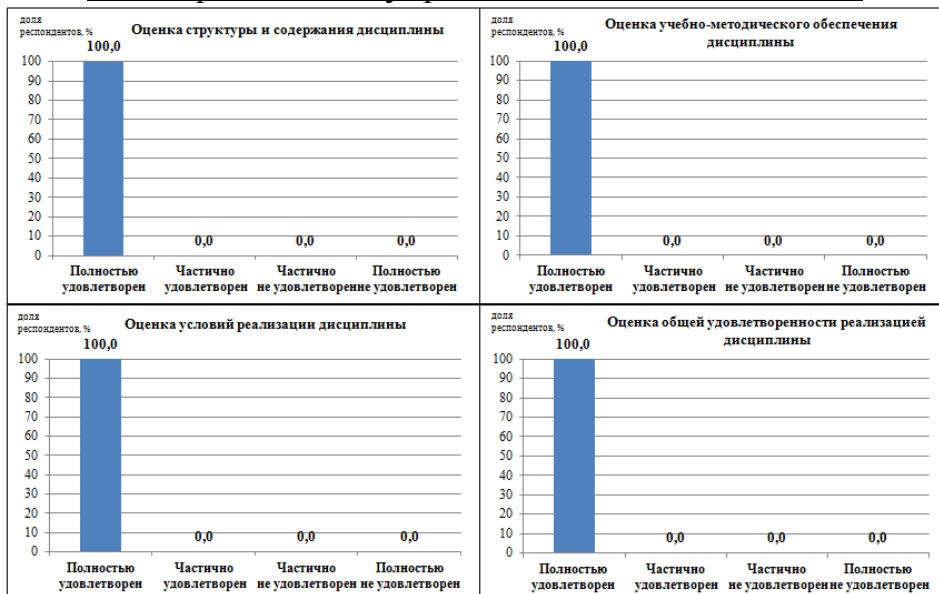 доля
респондентов, %
Оценка структуры и содержания дисциплины
100,0
100
90
80
70
60
50
40
30
20
10
0
0,0 0,0 0,0
Полностью Частично Частично Полностью
удовлетворен удовлетворен не удовлетворен не удовлетворен
доля
респондентов, %
Оценка учебно-методического обеспечения
дисциплины
100,0
100
90
80
70
60
50
40
30
20
10
0
0,0 0,0 0,0
Полностью Частично Частично Полностью
удовлетворен удовлетворен не удовлетворен не удовлетворен
доля
респондентов, %
Оценка условий реализации дисциплины
100,0
100
90
80
70
60
50
40
30
20
10
0
0,0 0,0 0,0
Полностью Частично Частично Полностью
удовлетворен удовлетворен не удовлетворен не удовлетворен
доля
респондентов, %
Оценка общей удовлетворенности реализацией
дисциплины
100,0
100
90
80
70
60
50
40
30
20
10
0
0,0 0,0 0,0
Полностью Частично Частично Полностью
удовлетворен удовлетворен не удовлетворен не удовлетворен